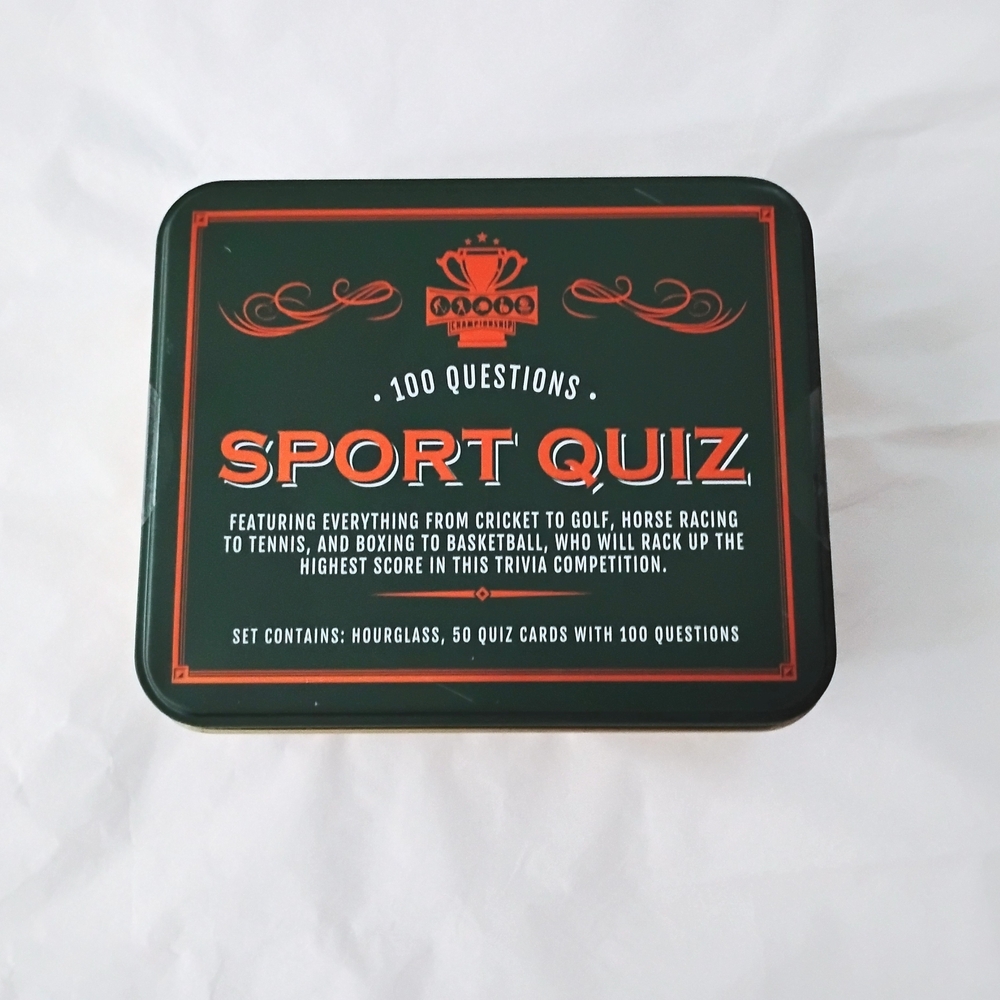 CHAMPIONSHIP
· 100 QUESTIONS ·
SPORT QUIZ
FEATURING EVERYTHING FROM CRICKET TO GOLF, HORSE RACING
TO TENNIS, AND BOXING TO BASKETBALL, WHO WILL RACK UP THE
HIGHEST SCORE IN THIS TRIVIA COMPETITION.
SET CONTAINS: HOURGLASS, 50 QUIZ CARDS WITH 100 QUESTIONS